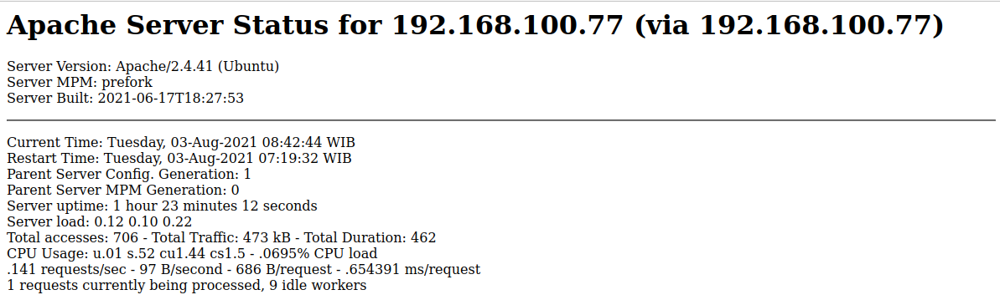 Apache Server Status for 192.168.100.77 (via 192.168.100.77)
Server Version: Apache/2.4.41 (Ubuntu)
Server MPM: prefork
Server Built: 2021-06-17T18:27:53
Current Time: Tuesday, 03-Aug-2021 08:42:44 WIB
Restart Time: Tuesday, 03-Aug-2021 07:19:32 WIB
Parent Server Config. Generation: 1
Parent Server MPM Generation: 0
Server uptime: 1 hour 23 minutes 12 seconds
Server load: 0.12 0.10 0.22
Total accesses: 706 - Total Traffic: 473 kB - Total Duration: 462
CPU Usage: u.01 s.52 cu1.44 cs1.5 - .0695% CPU load
.141 requests/sec - 97 B/second - 686 B/request - .654391 ms/request
1 requests currently being processed, 9 idle workers